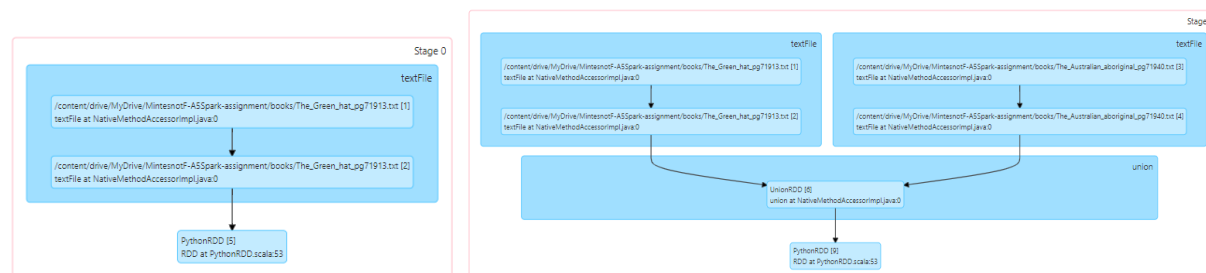 Stage 0
textFile
/content/drive/MyDrive/MintesnotF-A5Spark-assignment/books/The_Green_hat_pg71913.txt [1]
textFile at NativeMethodAccessorImpl.java:0
/content/drive/MyDrive/MintesnotF-A5Spark-assignment/books/The_Green_hat_pg71913.txt [2]
textFile at NativeMethodAccessorImpl.java:0
PythonRDD [5]
RDD at PythonRDD.scala:53
Stage
textFile
/content/drive/MyDrive/MintesnotF-A5Spark-assignment/books/The_Green_hat_pg71913.txt [1]
textFile at NativeMethodAccessorImpl.java:0
/content/drive/MyDrive/MintesnotF-A5Spark-assignment/books/The_Green_hat_pg71913.txt [2]
textFile at NativeMethodAccessorImpl.java:0
textFile
/content/drive/MyDrive/MintesnotF-A5Spark-assignment/books/The_Australian_aboriginal_pg71940.txt [3]
textFile at NativeMethodAccessorImpl.java:0
/content/drive/MyDrive/MintesnotF-A5Spark-assignment/books/The_Australian_aboriginal_pg71940.txt [4]
textFile at NativeMethodAccessorImpl.java:0
union
UnionRDD [6]
union at NativeMethodAccessorImpl.java:0
PythonRDD [9]
RDD at PythonRDD.scala:53